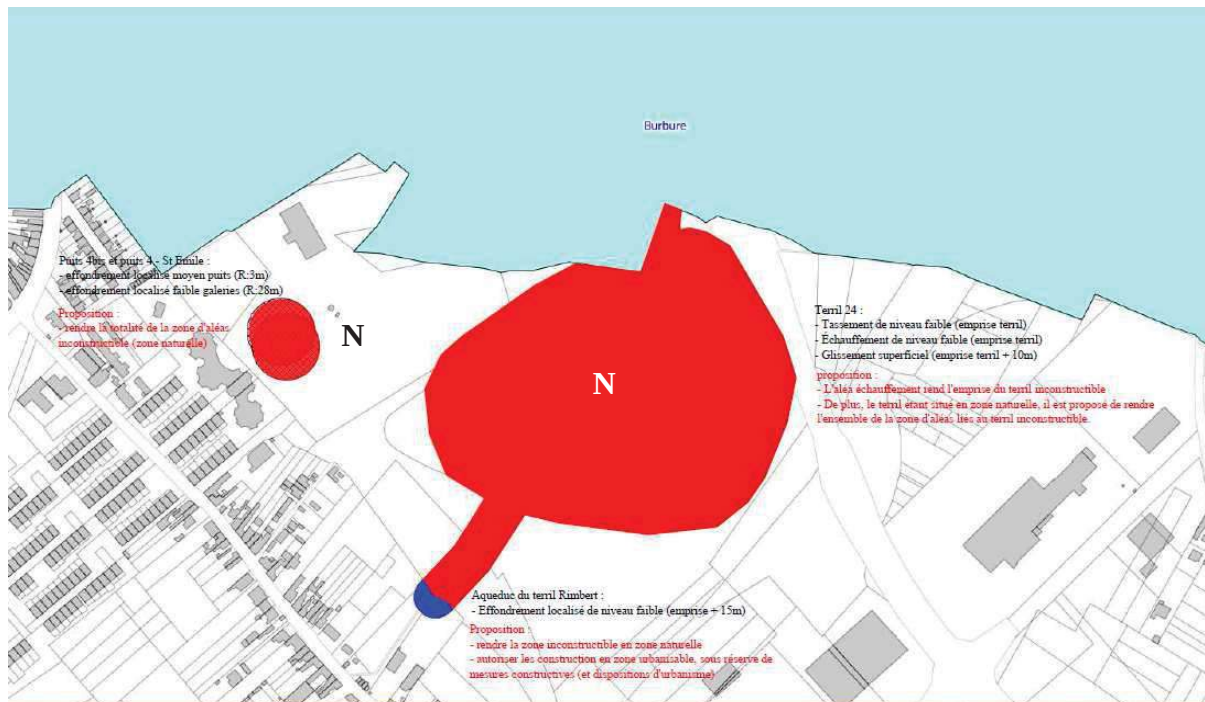 Burbure
Puits 4bis et puits 4 - St Emile :
- effondrement localisé moyen puits (R:3m)
- effondrement localisé faible galeries (R:28m)
Proposition :
- rendre la totalité de la zone d'aléas
inconstructible (zone naturelle)
N
N
Terril 24 :
- Tassement de niveau faible (emprise terril)
- Échauffement de niveau faible (emprise terril)
- Glissement superficiel (emprise terril + 10m)
proposition :
- L'aléa échauffement rend l'emprise du terril inconstructible
- De plus, le terril étant situé en zone naturelle, il est proposé de rendre
l'ensemble de la zone d'aléas liés au terril inconstructible.
Aqueduc du terril Rimbert :
- Effondrement localisé de niveau faible (emprise + 15m)
Proposition :
- rendre la zone inconstructible en zone naturelle
- autoriser les construction en zone urbanisable, sous réserve de
mesures constructives (et dispositions d'urbanisme)